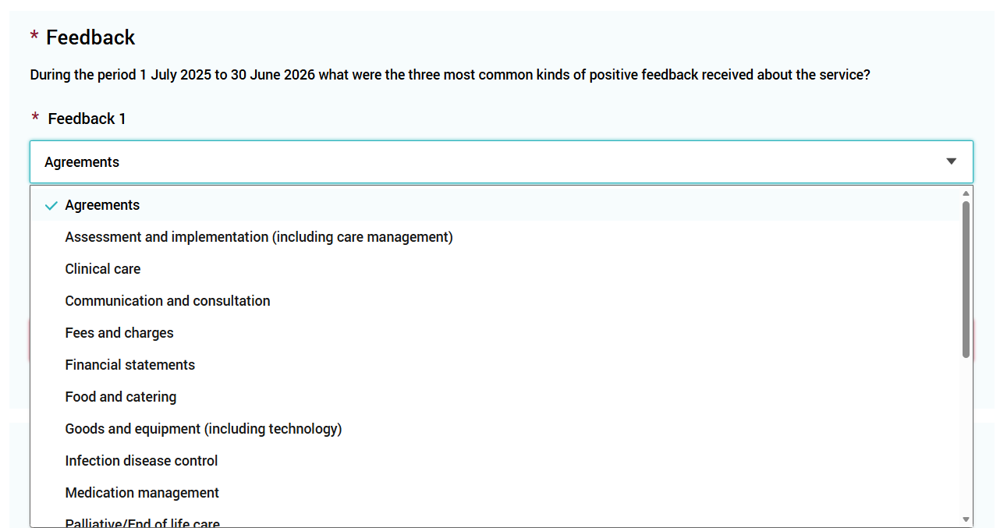 * Feedback
During the period 1 July 2025 to 30 June 2026 what were the three most common kinds of positive feedback received about the service?
* Feedback 1
Agreements
Agreements
Assessment and implementation (including care management)
Clinical care
Communication and consultation
Fees and charges
Financial statements
Food and catering
Goods and equipment (including technology)
Infection disease control
Medication management
Palliative/End of life care